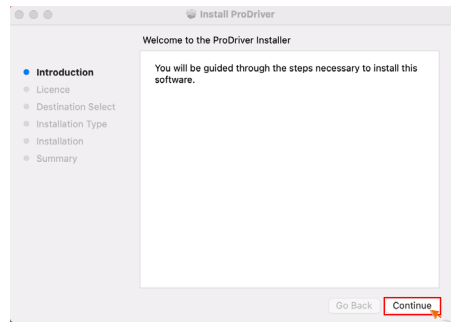 Install ProDriver
Welcome to the ProDriver Installer
Introduction
Licence
Destination Select
Installation Type
Installation
Summary
You will be guided through the steps necessary to install this
software.
Go Back
Continue